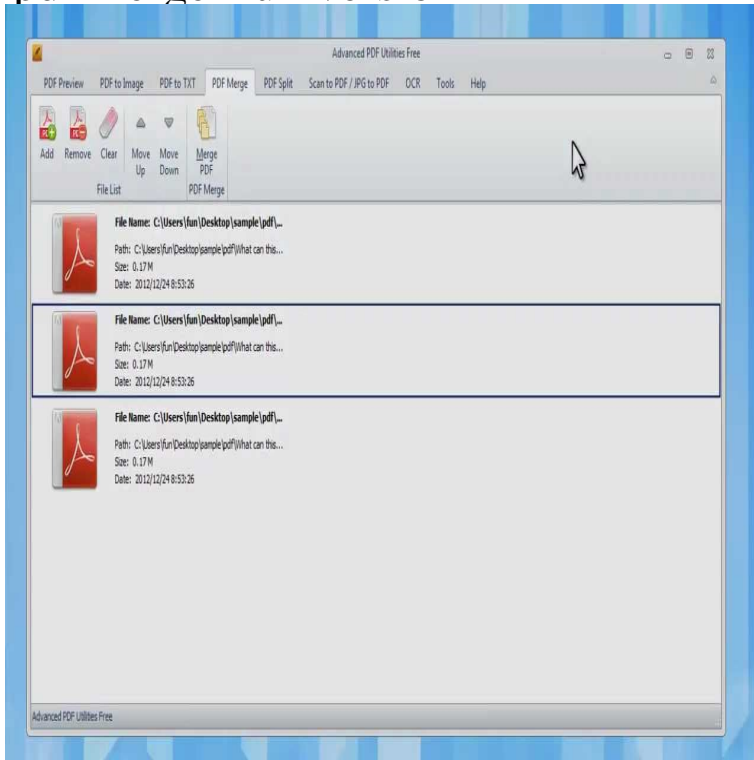 Advanced PDF Utilities Free
PDF Preview PDF to Image PDF to TXT PDF Merge PDF Split Scan to PDF / JPG to PDF OCR Tools Help
Add Remove Clear Move Up Move Down Merge PDF
File List PDF Merge
File Name: C:\Users\fun\Desktop\sample\pdf\...
Path: C:\Users\fun\Desktop\sample\pdf\What can this...
Size: 0.17 M
Date: 2012/12/24 8:53:26
File Name: C:\Users\fun\Desktop\sample\pdf\...
Path: C:\Users\fun\Desktop\sample\pdf\What can this...
Size: 0.17 M
Date: 2012/12/24 8:53:26
File Name: C:\Users\fun\Desktop\sample\pdf\...
Path: C:\Users\fun\Desktop\sample\pdf\What can this...
Size: 0.17 M
Date: 2012/12/24 8:53:26
Advanced PDF Utilities Free